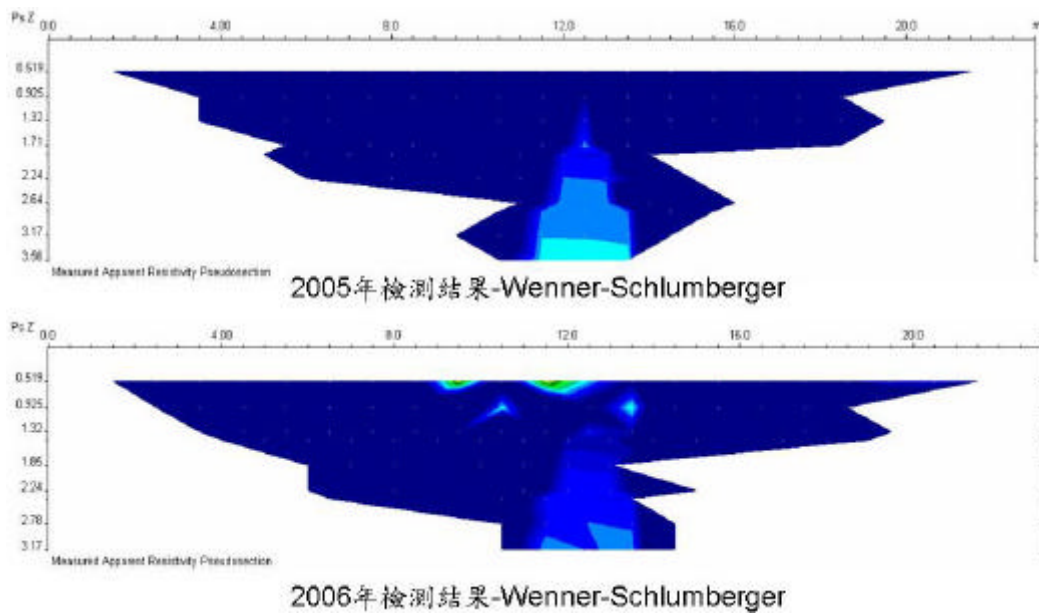 Ps Z 0.0 4.00 8.0 12.0 16.0 20.0
0.519
0.925
1.32
1.71
2.24
2.64
3.17
3.96
Measured Apparent Resistivity Pseudosection
2005年檢測結果-Wenner-Schlumberger
Ps Z 0.0 4.00 8.0 12.0 16.0 20.0
0.519
0.925
1.32
1.85
2.24
2.78
3.17
Measured Apparent Resistivity Pseudosection
2006年檢測結果-Wenner-Schlumberger